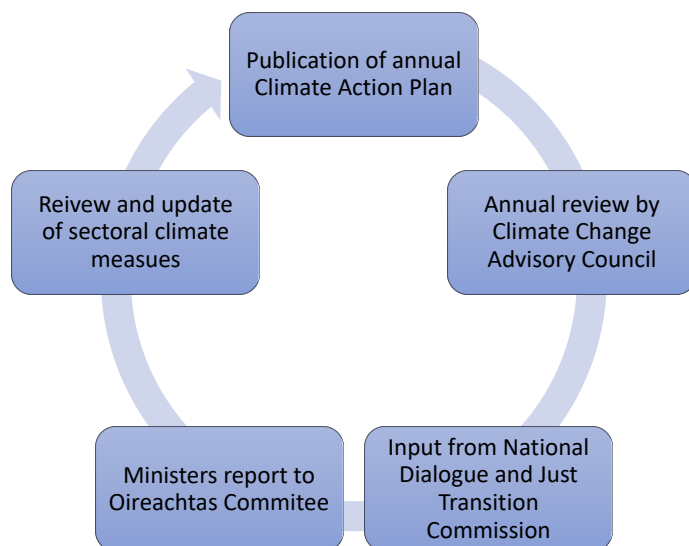 Publication of annual
Climate Action Plan
Annual review by
Climate Change
Advisory Council
Input from National
Dialogue and Just
Transition
Commission
Ministers report to
Oireachtas Commitee
Reivew and update
of sectoral climate
measues